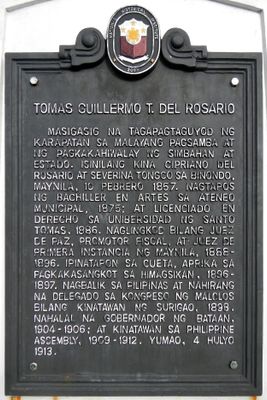 TOMAS GUILLERMO T. DEL ROSARIO
MASIGASIG NA TAGAPAGTAGUYOD NG
KARAPATAN SA MALAYANG PAGSAMBA AT
NG PAGKAKAHIWALAY NG SIMBAHAN AT
ESTADO. ISINILANG KINA CIPRIANO DEL
ROSARIO AT SEVERINA TONGCO SA BINONDO,
MAYNILA, 10 PEBRERO 1857. NAGTAPOS
NG BACHILLER EN ARTES SA ATENEO
MUNICIPAL, 1875; AT LICENCIADO EN
DERECHO SA UNIBERSIDAD NG SANTO
TOMAS, 1886. NAGLINGKOD BILANG JUEZ
DE PAZ, PROMOTOR FISCAL, AT JUEZ DE
PRIMERA INSTANCIA NG MAYNILA, 1888-
1896. IPINATAPON SA CUETA, APRIKA SA
PAGKAKASANGKOT SA HIMAGSIKAN, 1896-
1897. NAGBALIK SA PILIPINAS AT NAHIRANG
NA DELEGADO SA KONGRESO NG MALOLOS
BILANG KINATAWAN NG SURIGAO, 1898.
NAHALAL NA GOBERNADOR NG BATAAN,
1904-1906; AT KINATAWAN SA PHILIPPINE
ASSEMBLY, 1909-1912. YUMAO, 4 HULYO
1913.